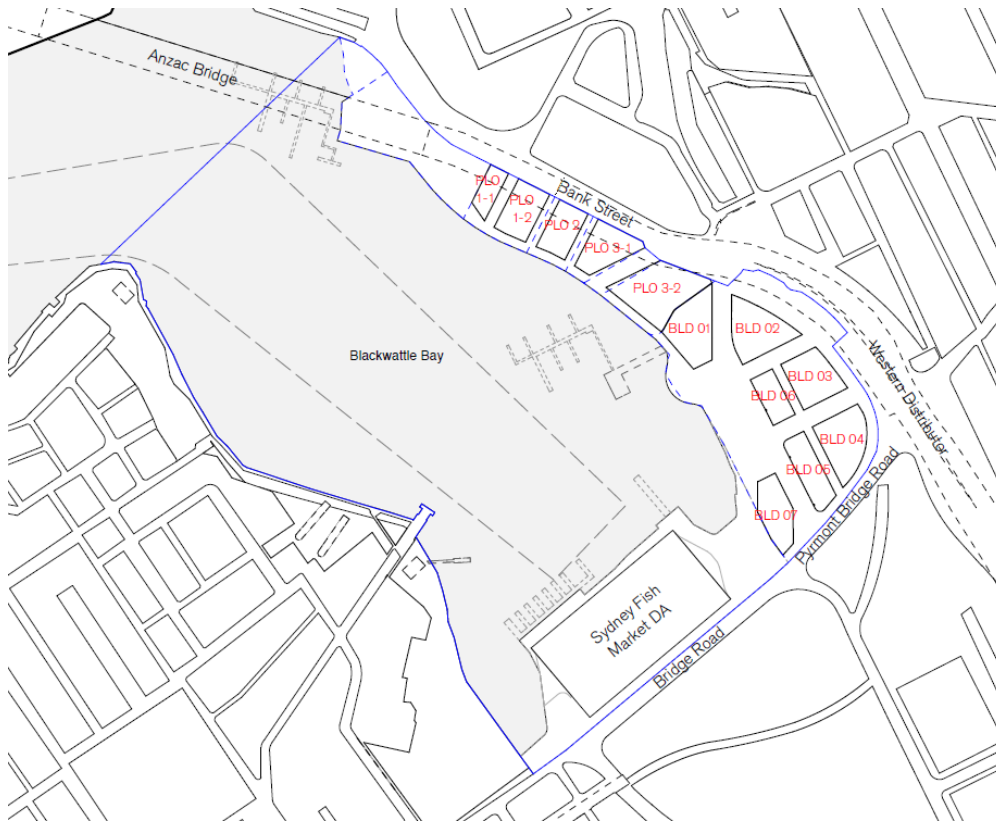 Anzac Bridge
Bank Street
PLO
1-1
PLO
1-2
PLO 2
PLO 3-1
PLO 3-2
BLD 01
BLD 02
Blackwattle Bay
BLD 03
Western Distributor
BLD 06
BLD 04
BLD 05
BLD 07
Pyrmont Bridge Road
Sydney Fish
Market DA
Bridge Road